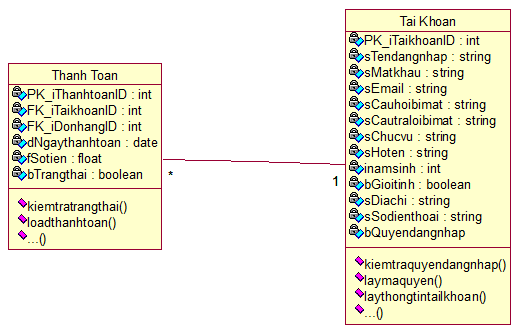 Thanh Toan
PK_iThanhtoanID : int
FK_iTaikhoanID : int
FK_iDonhangID : int
dNgaythanhtoan : date
fSotien : float
bTrangthai : boolean
kiemtratrangthai()
loadthanhtoan()
...()
*
1
Tai Khoan
PK_iTaikhoanID : int
sTendangnhap : string
sMatkhau : string
sEmail : string
sCauhoibimat : string
sCautraloibimat : string
sChucvu : string
sHoten : string
inamsinh : int
bGioitinh : boolean
sDiachi : string
sSodienthoai : string
bQuyendangnhap
kiemtraquyendangnhap()
laymaquyen()
laythongtintailkhoan()
...()